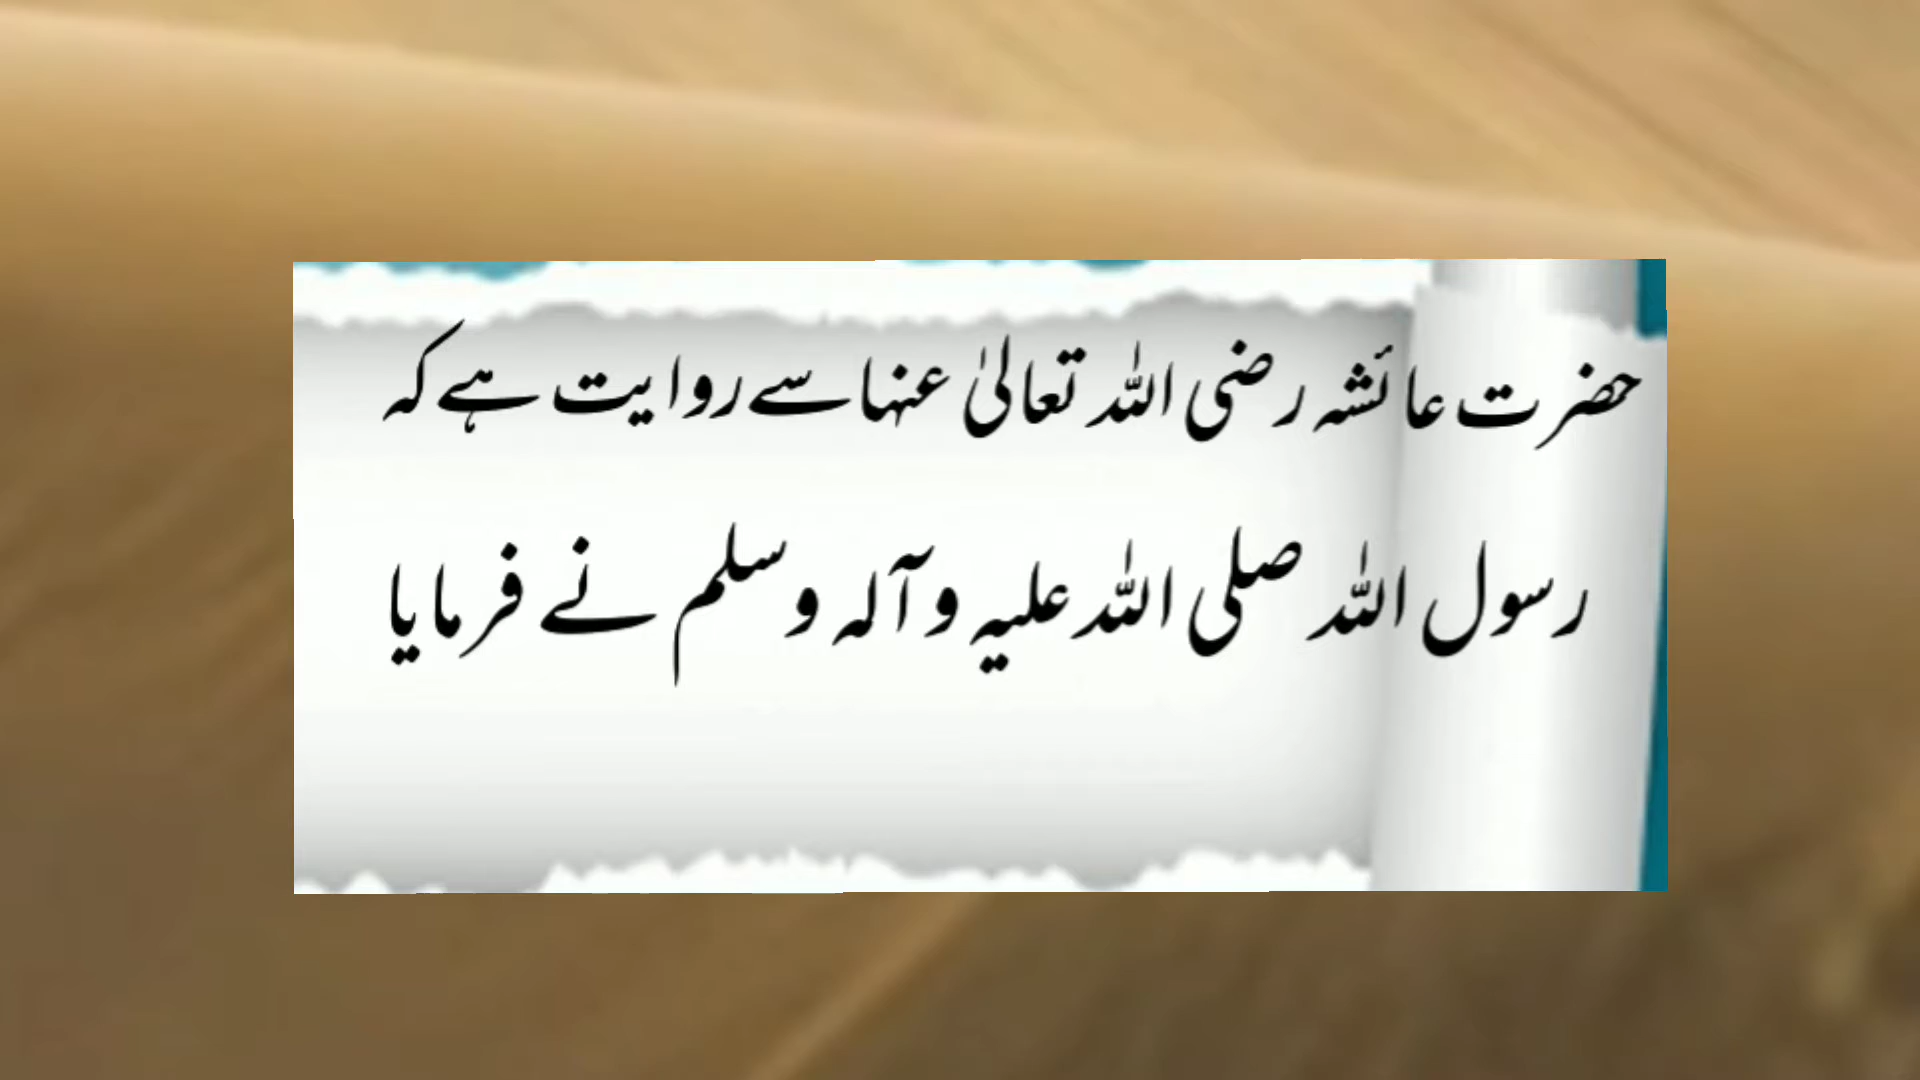 حضرت عائشہ رضی اللہ تعالیٰ عنہا سے روایت ہے کہ
رسول اللہ صلی اللہ علیہ وآلہ وسلم نے فرمایا